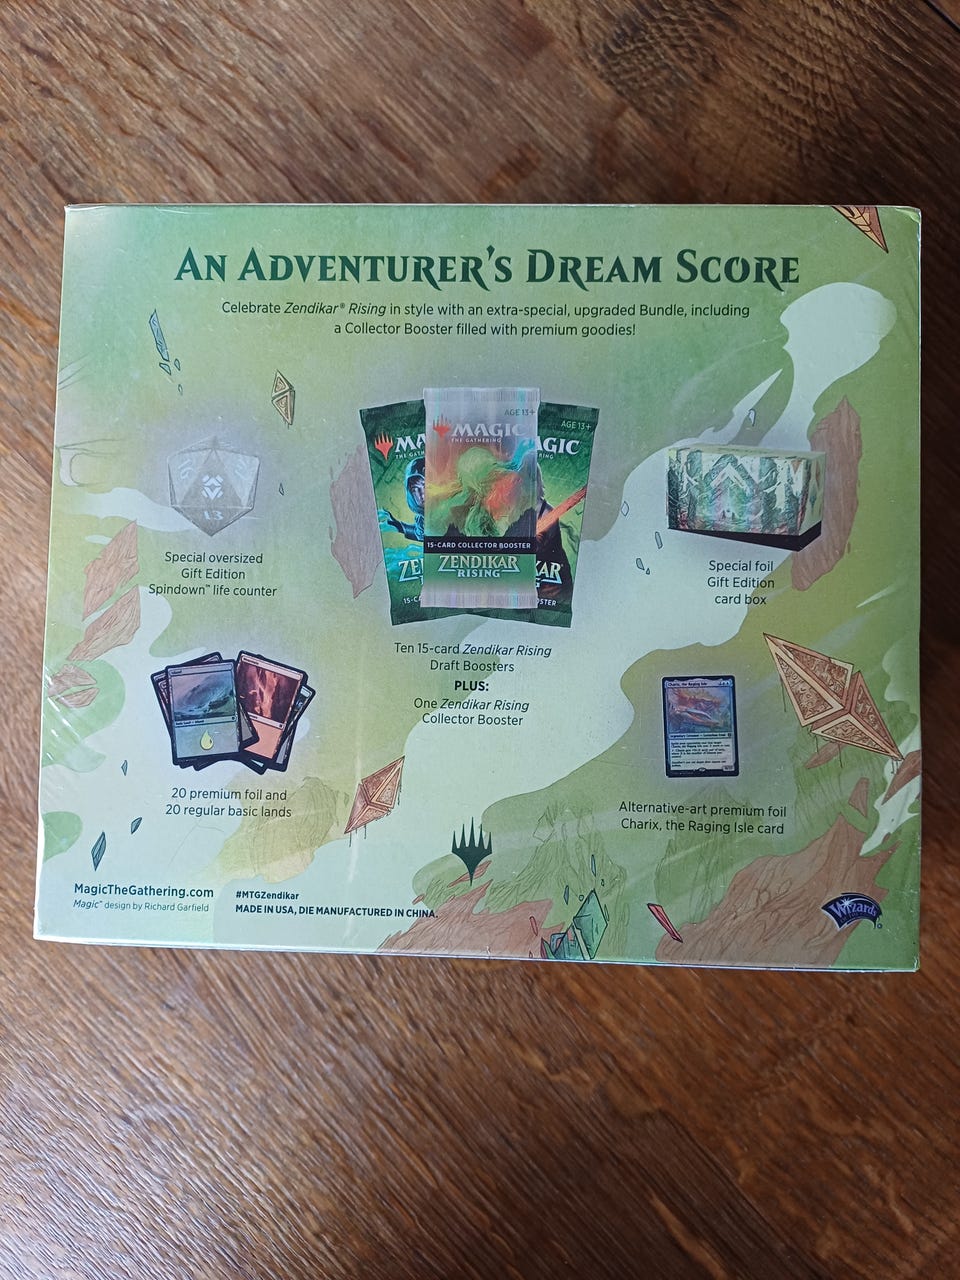 An Adventurer's Dream Score
Celebrate Zendikar® Rising in style with an extra-special, upgraded Bundle, including
a Collector Booster filled with premium goodies!
AGE 13+
MAGIC
THE GATHERING
15-CARD COLLECTOR BOOSTER
ZENDIKAR
RISING
AGE 13+
Special oversized
Gift Edition
Spindown™ life counter
Special foil
Gift Edition
card box
Ten 15-card Zendikar Rising
Draft Boosters
PLUS:
One Zendikar Rising
Collector Booster
20 premium foil and
20 regular basic lands
Charix, the Raging Isle
Alternative-art premium foil
Charix, the Raging Isle card
MagicTheGathering.com
Magic™ design by Richard Garfield
#MTGZendikar
MADE IN USA, DIE MANUFACTURED IN CHINA.
Wizards